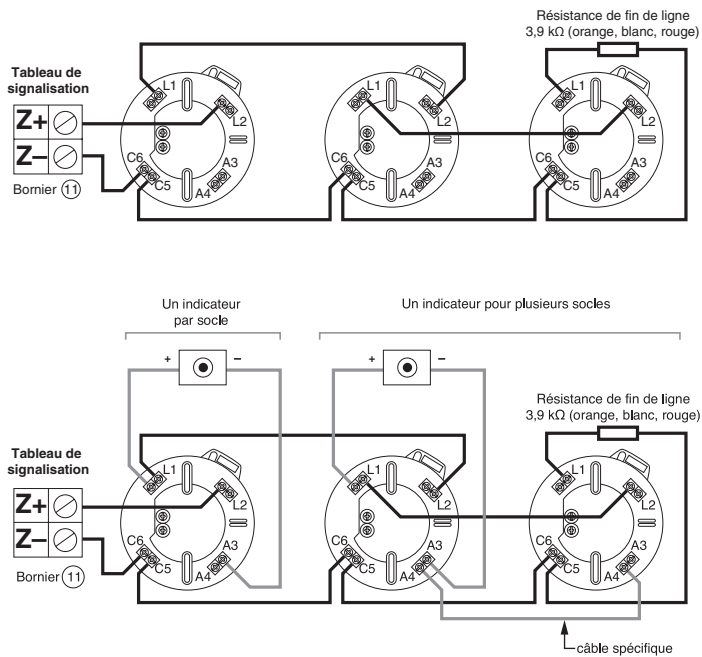 Résistance de fin de ligne
3,9 kΩ (orange, blanc, rouge)
Tableau de
signalisation
Z+
Z–
Bornier 11
L1
L2
C6
C5
A3
A4
L1
L2
C6
C5
A3
A4
L1
L2
C6
C5
A3
A4
Un indicateur
par socle
Un indicateur pour plusieurs socles
+ –
+ –
Résistance de fin de ligne
3,9 kΩ (orange, blanc, rouge)
Tableau de
signalisation
Z+
Z–
Bornier 11
L1
L2
C6
C5
A3
A4
L1
L2
C6
C5
A3
A4
L1
L2
C6
C5
A3
A4
câble spécifique